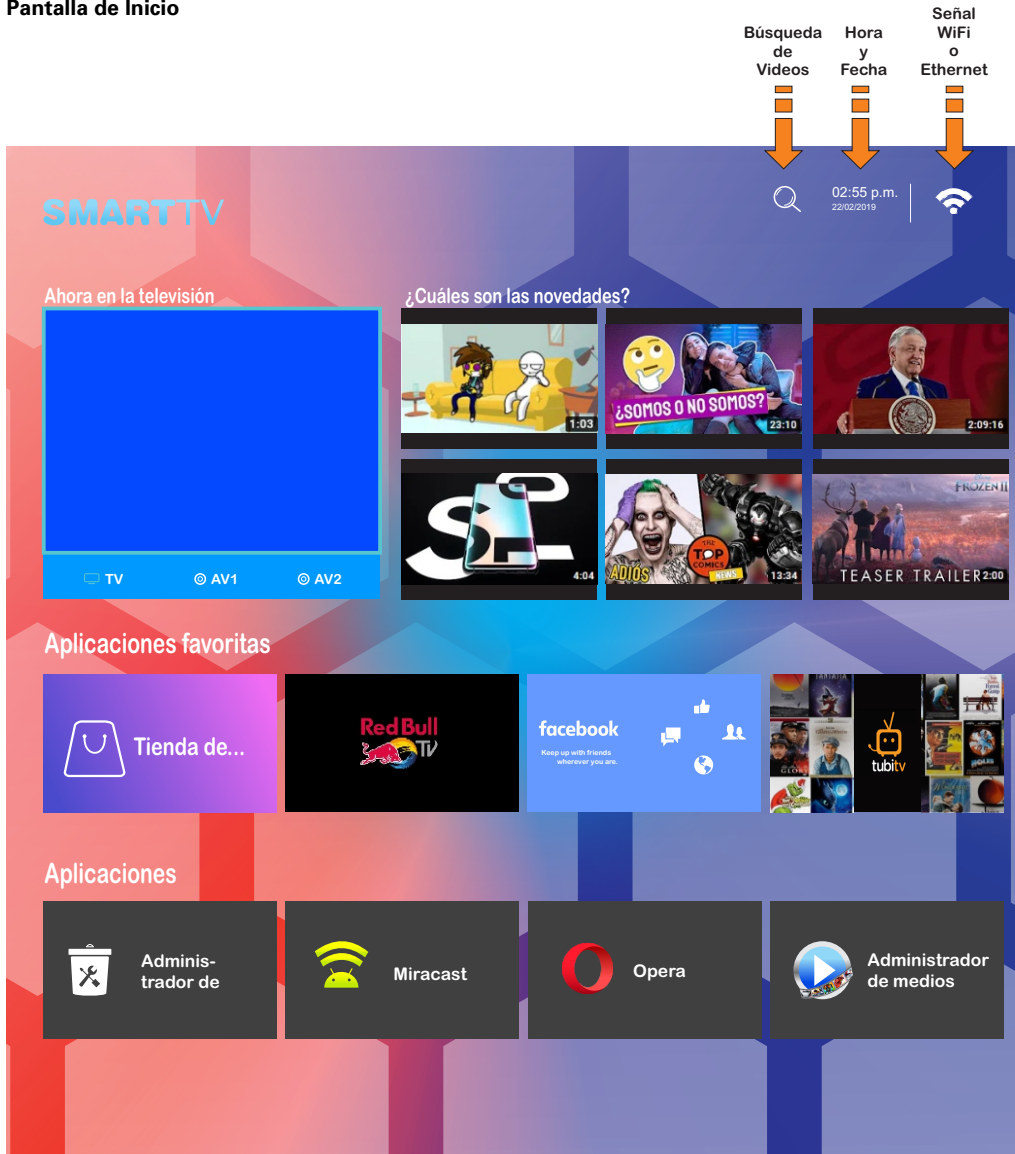 Pantalla de Inicio
Búsqueda
de
Videos
Hora
y
Fecha
Señal
WiFi
o
Ethernet
SMARTTV
02:55 p.m.
22/02/2019
Ahora en la televisión
¿Cuáles son las novedades?
1:03
¿SOMOS O NO SOMOS?
23:10
2:09:16
TV
AV1
AV2
4:04
ADIÓS
THE
TOP
COMICS
NEWS
13:34
Disney
FROZEN II
TEASER TRAILER
2:00
Aplicaciones favoritas
Tienda de...
Red Bull
TV
facebook
Keep up with friends
wherever you are.
tubitv
HOLES
Aplicaciones
Adminis-
trador de
Miracast
Opera
Administrador
de medios